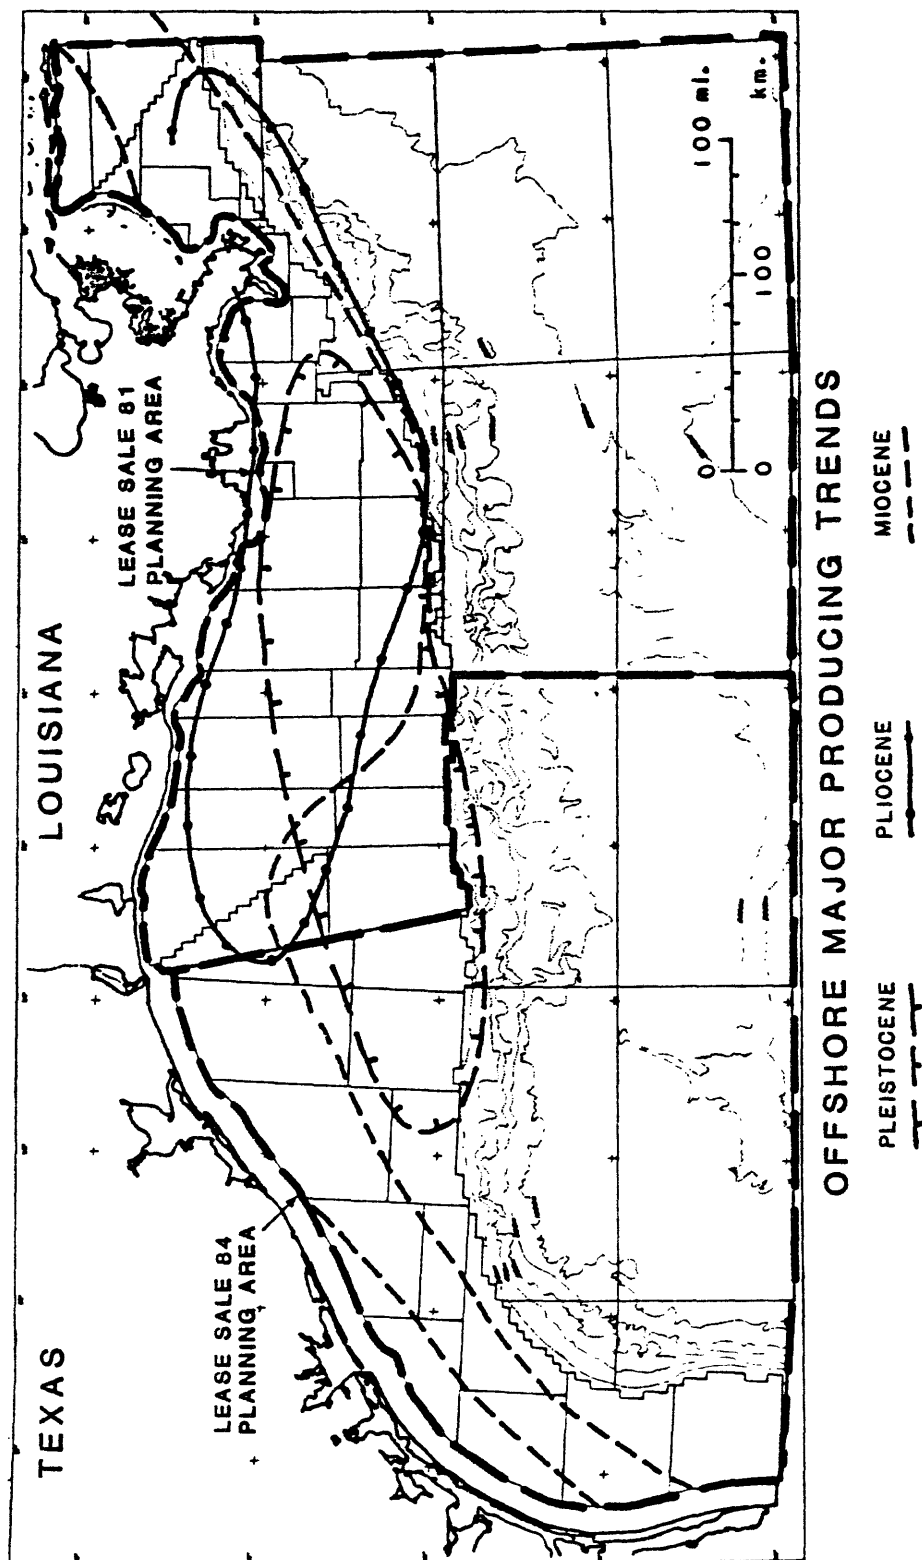 TEXAS
LOUISIANA
LEASE SALE 84
PLANNING AREA
LEASE SALE 81
PLANNING AREA
0 100 mi.
0 100 km.
OFFSHORE MAJOR PRODUCING TRENDS
PLEISTOCENE
PLIOCENE
MIOCENE